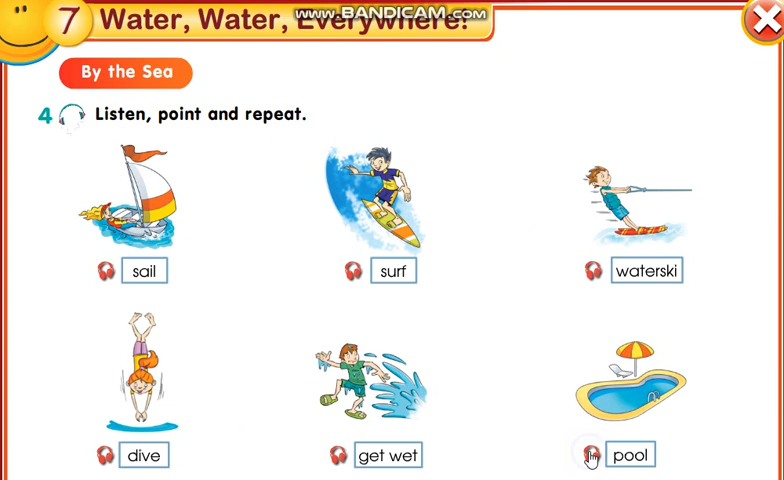 www.BANDICAM.com
7 Water, Water, Everywhere!
By the Sea
4 Listen, point and repeat.
sail surf waterski
dive get wet pool